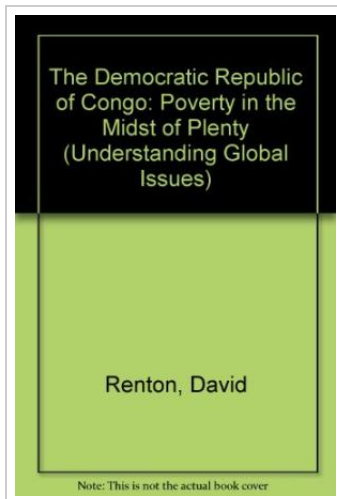 The Democratic Republic
of Congo: Poverty in the
Midst of Plenty
(Understanding Global
Issues)
Renton, David
Note: This is not the actual book cover